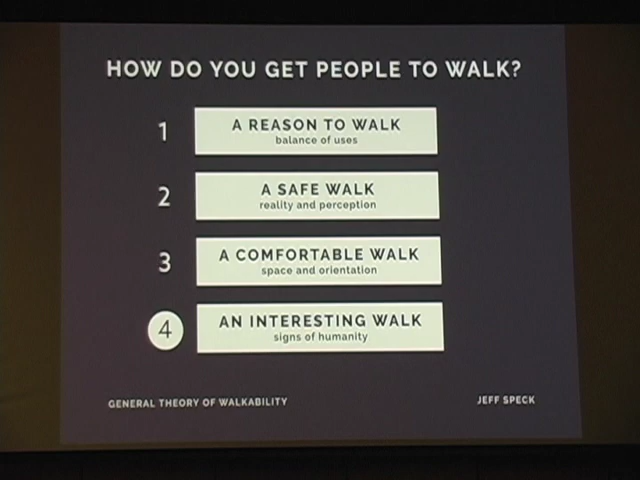 HOW DO YOU GET PEOPLE TO WALK?
1
A REASON TO WALK
balance of uses
2
A SAFE WALK
reality and perception
3
A COMFORTABLE WALK
space and orientation
4
AN INTERESTING WALK
signs of humanity
GENERAL THEORY OF WALKABILITY
JEFF SPECK